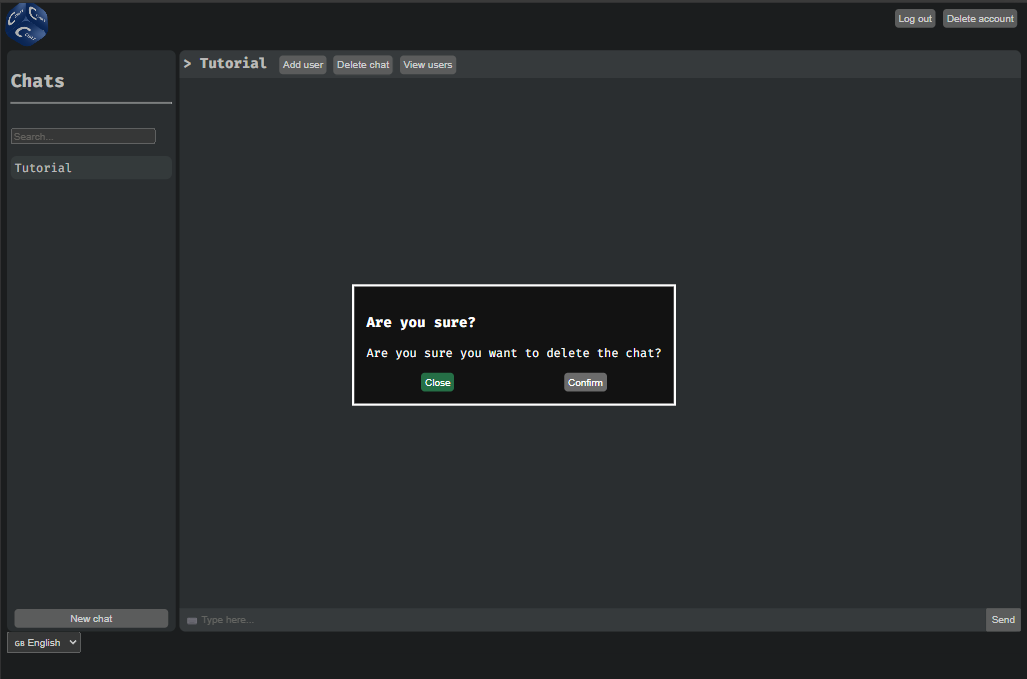 Log out Delete account
> Tutorial Add user Delete chat View users
Chats
Search...
Tutorial
Are you sure?
Are you sure you want to delete the chat?
Close Confirm
New chat
Type here... Send
GB English